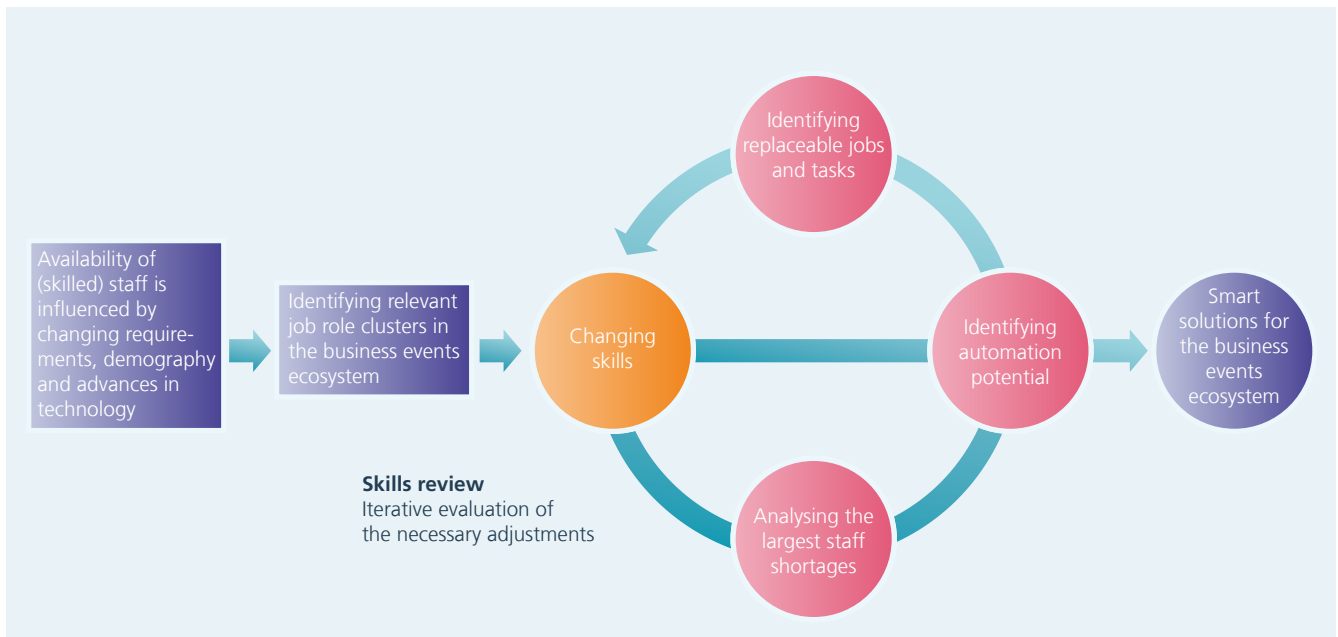 Availability of
(skilled) staff is
influenced by
changing require-
ments, demography
and advances in
technology
Identifying relevant
job role clusters in
the business events
ecosystem
Changing
skills
Identifying
replaceable jobs
and tasks
Identifying
automation
potential
Analysing the
largest staff
shortages
Smart
solutions for
the business
events
ecosystem
Skills review
Iterative evaluation of
the necessary adjustments